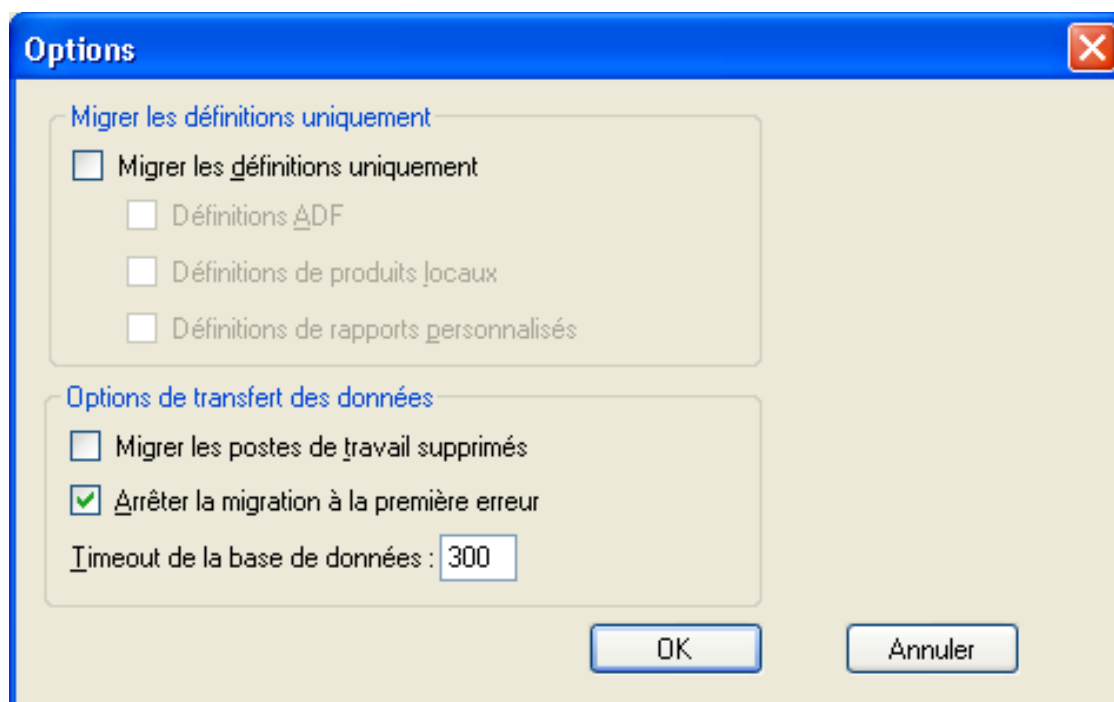 Options
Migrer les définitions uniquement
Migrer les définitions uniquement
Définitions ADF
Définitions de produits locaux
Définitions de rapports personnalisés
Options de transfert des données
Migrer les postes de travail supprimés
Arrêter la migration à la première erreur
Timeout de la base de données : 300
OK Annuler